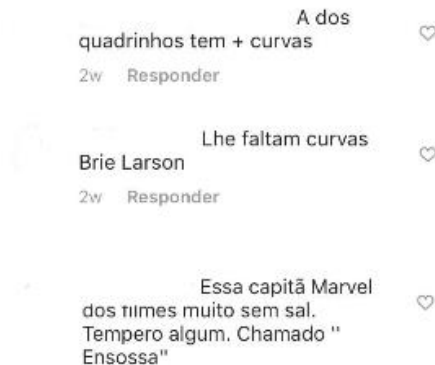 A dos
quadrinhos tem + curvas
2w Responder
Lhe faltam curvas
Brie Larson
2w Responder
Essa capitã Marvel
dos filmes muito sem sal.
Tempero algum. Chamado "
Ensossa"